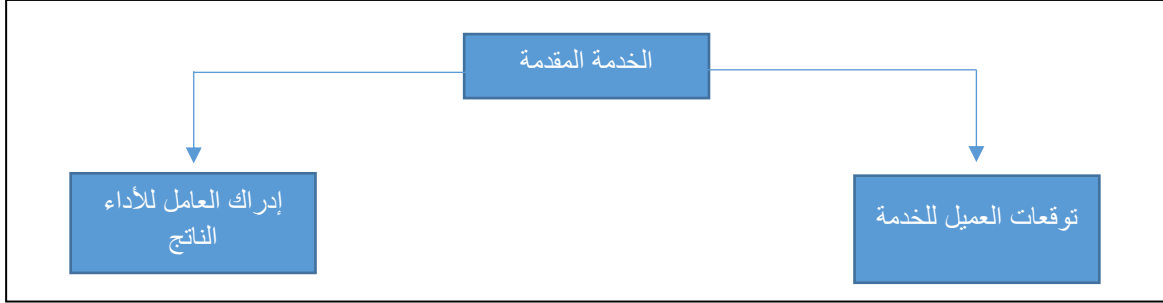 الخدمة المقدمة
توقعات العميل للخدمة
إدراك العامل للأداء
الناتج